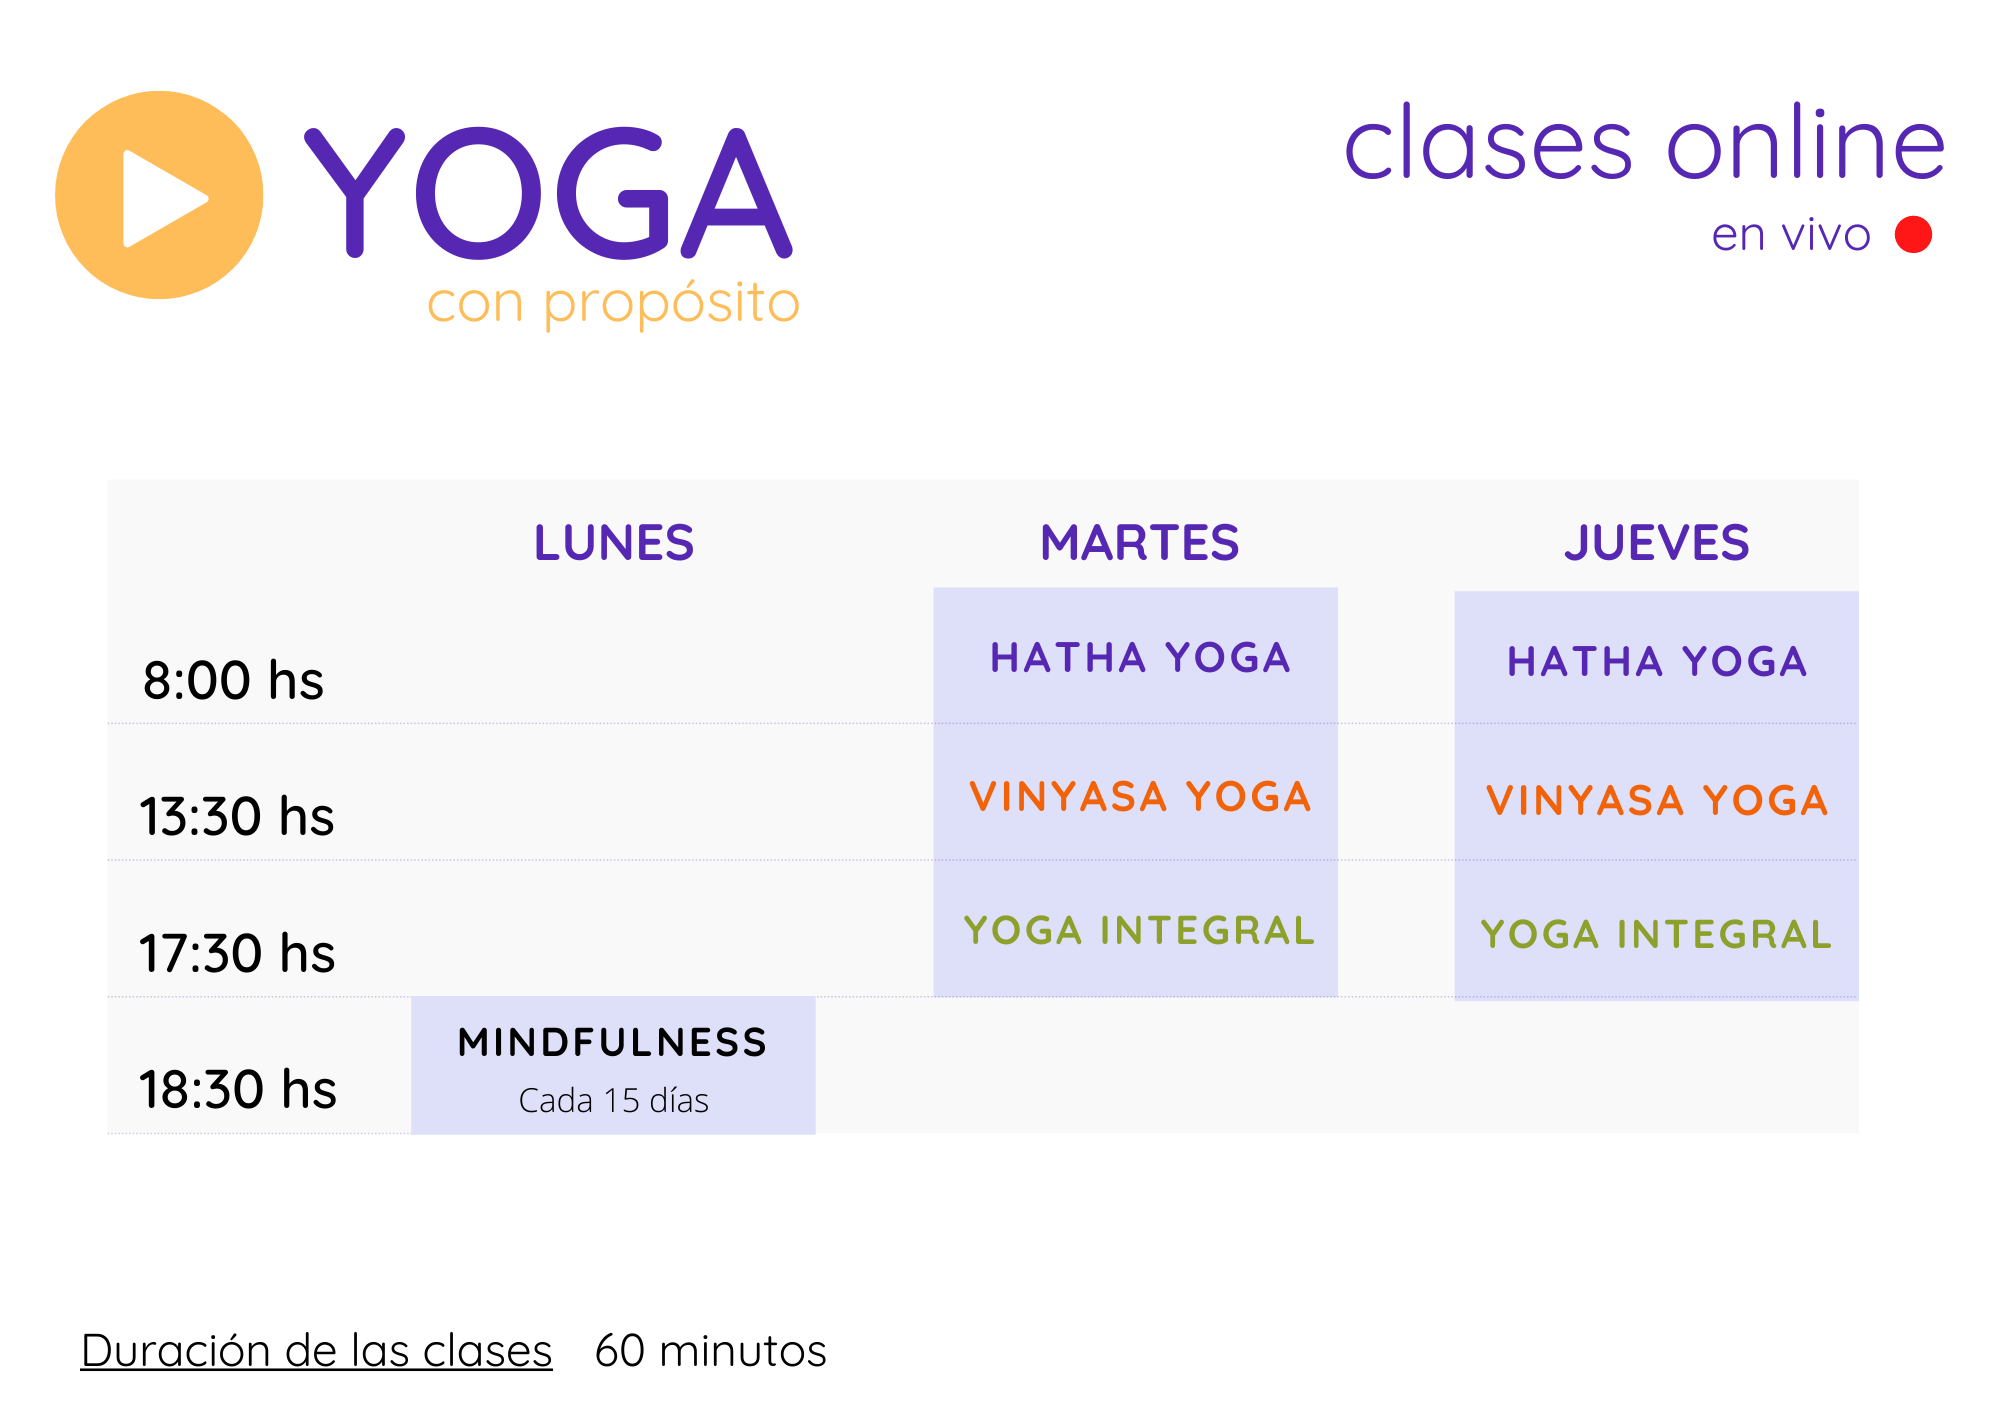 YOGA
con propósito
clases online
en vivo
LUNES MARTES JUEVES
8:00 hs HATHA YOGA HATHA YOGA
13:30 hs VINYASA YOGA VINYASA YOGA
17:30 hs YOGA INTEGRAL YOGA INTEGRAL
18:30 hs MINDFULNESS
Cada 15 días
Duración de las clases 60 minutos